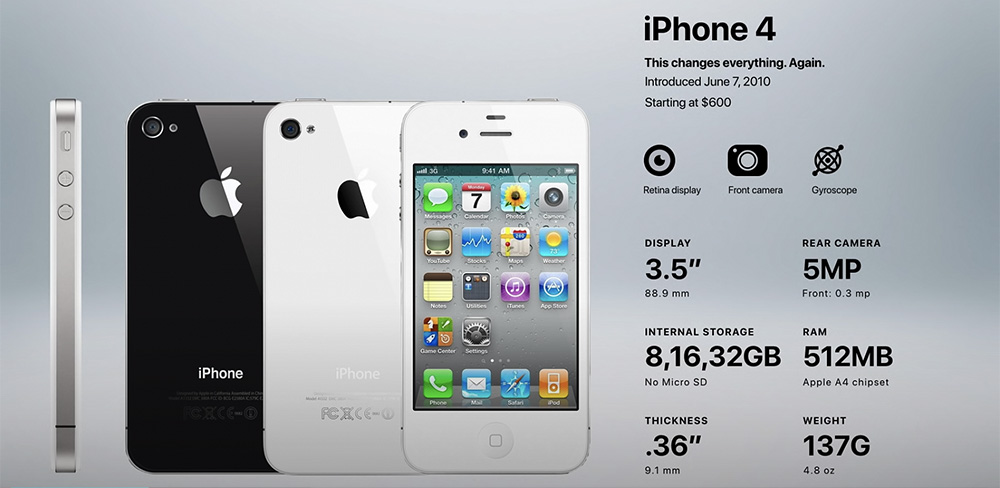 iPhone 4
This changes everything. Again.
Introduced June 7, 2010
Starting at $600
Retina display
Front camera
Gyroscope
DISPLAY
3.5″
88.9 mm
REAR CAMERA
5MP
Front: 0.3 mp
INTERNAL STORAGE
8,16,32GB
No Micro SD
RAM
512MB
Apple A4 chipset
THICKNESS
.36″
9.1 mm
WEIGHT
137G
4.8 oz
iPhone
iPhone
3G 9:41 AM
Monday
7
280
73°
Messages Calendar Photos Camera
YouTube Stocks Maps Weather
Notes Utilities iTunes App Store
Game Center Settings
Phone Mail Safari iPod